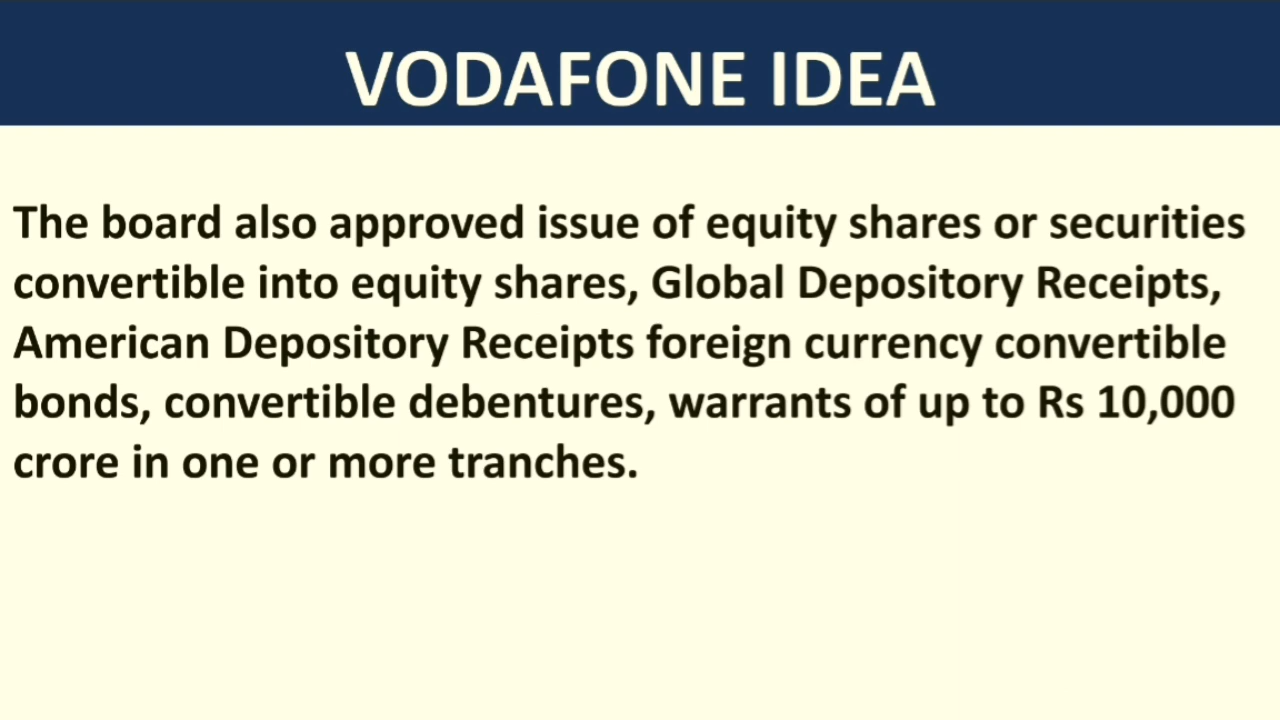 VODAFONE IDEA
The board also approved issue of equity shares or securities
convertible into equity shares, Global Depository Receipts,
American Depository Receipts foreign currency convertible
bonds, convertible debentures, warrants of up to Rs 10,000
crore in one or more tranches.